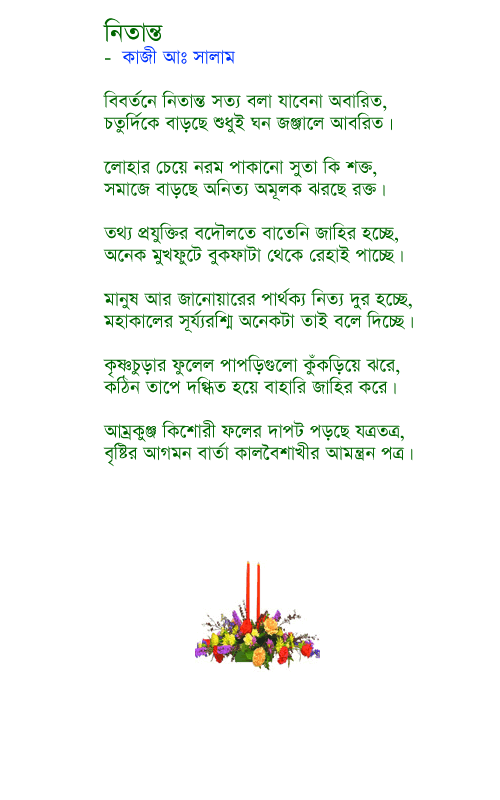 নিতান্ত
- কাজী আঃ সালাম
বিবর্তনে নিতান্ত সত্য বলা যাবেনা অবারিত,
চতুর্দিকে বাড়ছে শুধুই ঘন জঞ্জালে আবরিত।
লোহার চেয়ে নরম পাকানো সুতা কি শক্ত,
সমাজে বাড়ছে অনিত্য অমূলক ঝরছে রক্ত।
তথ্য প্রযুক্তির বদৌলতে বাতেনি জাহির হচ্ছে,
অনেক মুখফুটে বুকফাটা থেকে রেহাই পাচ্ছে।
মানুষ আর জানোয়ারের পার্থক্য নিত্য দুর হচ্ছে,
মহাকালের সূর্য্যরশ্মি অনেকটা তাই বলে দিচ্ছে।
কৃষ্ণচুড়ার ফুলেল পাপড়িগুলো কুঁকড়িয়ে ঝরে,
কঠিন তাপে দগ্ধিত হয়ে বাহারি জাহির করে।
আম্রকুঞ্জ কিশোরী ফলের দাপট পড়ছে যত্রতত্র,
বৃষ্টির আগমন বার্তা কালবৈশাখীর আমন্ত্রন পত্র।